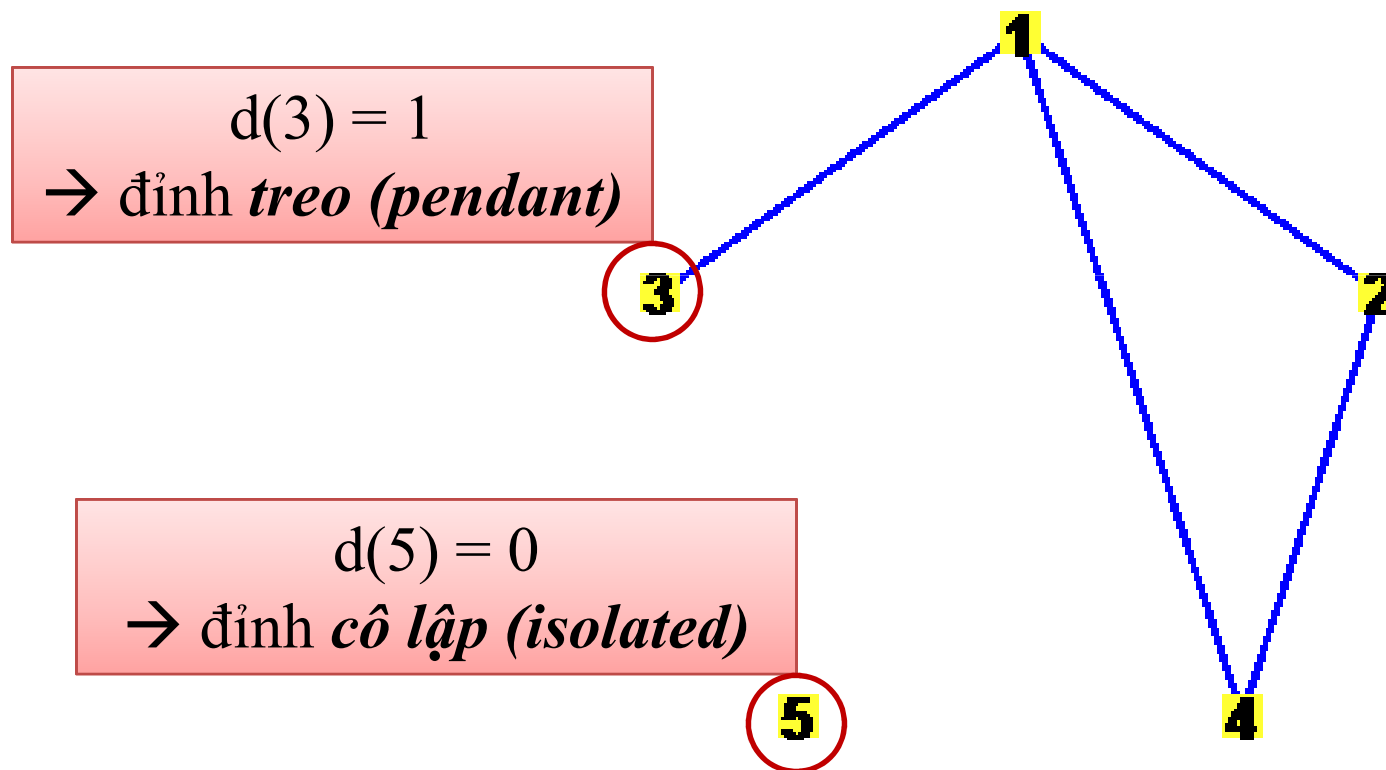 1
d(3) = 1
→ đỉnh treo (pendant)
3
2
d(5) = 0
→ đỉnh cô lập (isolated)
5
4